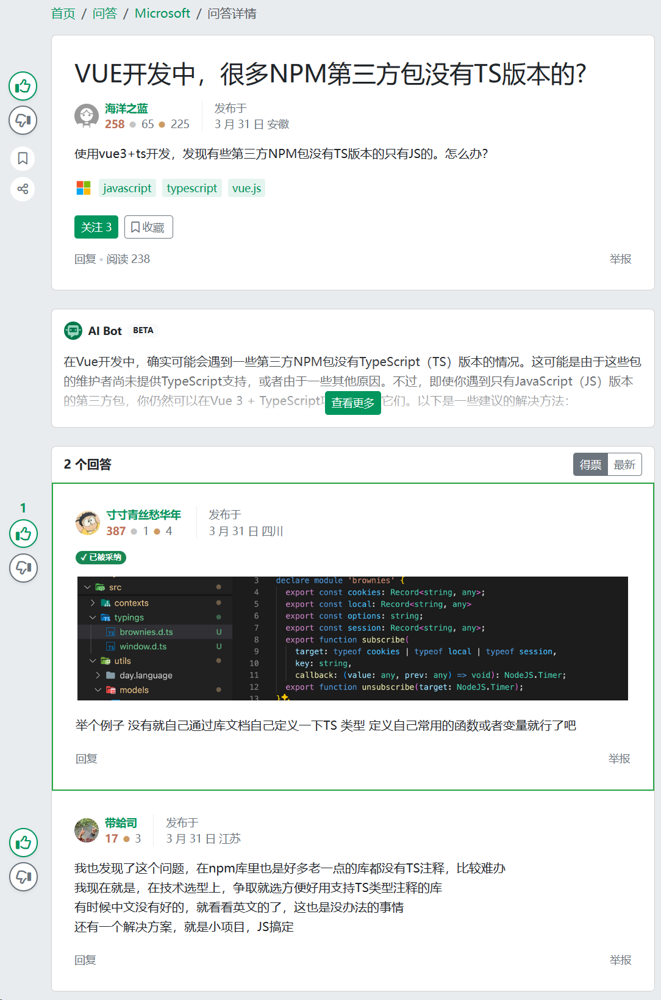 首页 / 问答 / Microsoft / 问答详情
VUE开发中，很多NPM第三方包没有TS版本的?
海洋之蓝
258 65 225
发布于
3 月 31 日 安徽
使用vue3+ts开发，发现有些第三方NPM包没有TS版本的只有JS的。怎么办?
javascript typescript vue.js
关注 3 收藏
回复 阅读 238
举报
AI Bot BETA
在Vue开发中，确实可能会遇到一些第三方NPM包没有TypeScript（TS）版本的情况。这可能是由于这些包
的维护者尚未提供TypeScript支持，或者由于一些其他原因。不过，即使你遇到只有JavaScript（JS）版本
的第三方包，你仍然可以在Vue 3 + TypeScript 它们。以下是一些建议的解决方法：
查看更多
2 个回答
得票 最新
1
寸寸青丝愁华年
387 1 4
发布于
3 月 31 日 四川
✓ 已被采纳
src
contexts
typings
brownies.d.ts U
window.d.ts U
utils
day.language
models
3 declare module 'brownies' {
4 export const cookies: Record<string, any>;
5 export const local: Record<string, any>
6 export const options: string;
7 export const session: Record<string, any>;
8 export function subscribe(
9 target: typeof cookies | typeof local | typeof session,
10 key: string,
11 callback: (value: any, prev: any) => void): NodeJS.Timer;
12 export function unsubscribe(target: NodeJS.Timer);
13 }
举个例子 没有就自己通过库文档自己定义一下TS 类型 定义自己常用的函数或者变量就行了吧
回复
举报
带蛤司
17 3
发布于
3 月 31 日 江苏
我也发现了这个问题，在npm库里也是好多老一点的库都没有TS注释，比较难办
我现在就是，在技术选型上，争取就选方便好用支持TS类型注释的库
有时候中文没有好的，就看看英文的了，这也是没办法的事情
还有一个解决方案，就是小项目，JS搞定
回复
举报